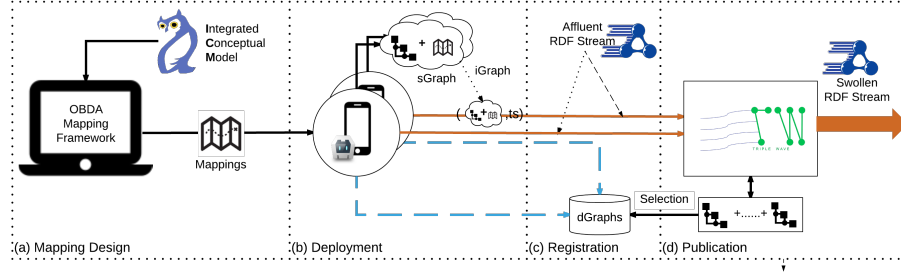 Integrated
Conceptual
Model
OBDA
Mapping
Framework
Mappings
(a) Mapping Design
+
sGraph
iGraph
( + ,ts)
(b) Deployment
Affluent
RDF Stream
dGraphs
(c) Registration
Selection
Swollen
RDF Stream
TRIPLE WAVE
+......+
(d) Publication